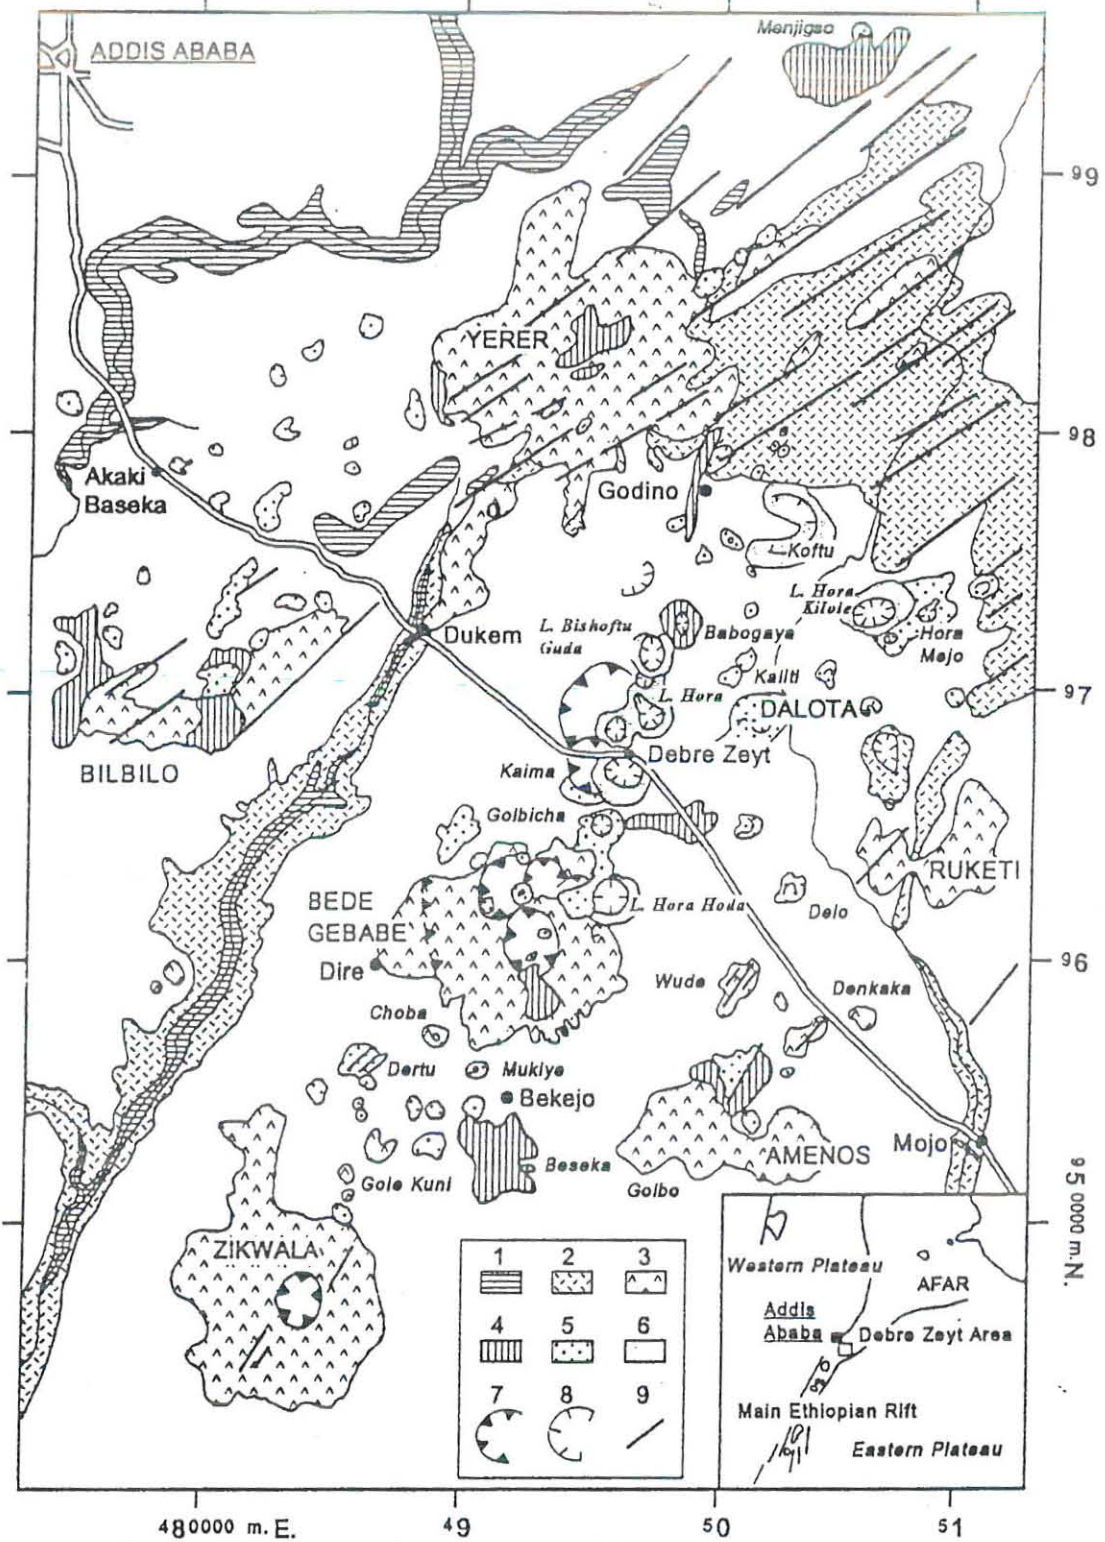 Menjigso
ADDIS ABABA
99
YERER
98
Akaki
Baseka
Godino
Koftu
L. Hora
Kilole
Dukem
L. Bishoftu
Guda
Babogaya
Hora
Mojo
Kaliti
L. Hora
97
DALOTA
BILBILO
Kaima
Debre Zeyt
Golbicha
RUKETI
BEDE
GEBABE
L. Hora Hoda
Delo
Dire
96
Wude
Denkaka
Choba
Dertu
Mukiye
Bekejo
AMENOS
Mojo
Gole Kuni
Beseka
Golbo
95 0000 m.N.
ZIKWALA
1 2 3
4 5 6
7 8 9
Western Plateau
AFAR
Addis
Ababa
Debre Zeyt Area
Main Ethiopian Rift
Eastern Plateau
480000 m. E.
49
50
51